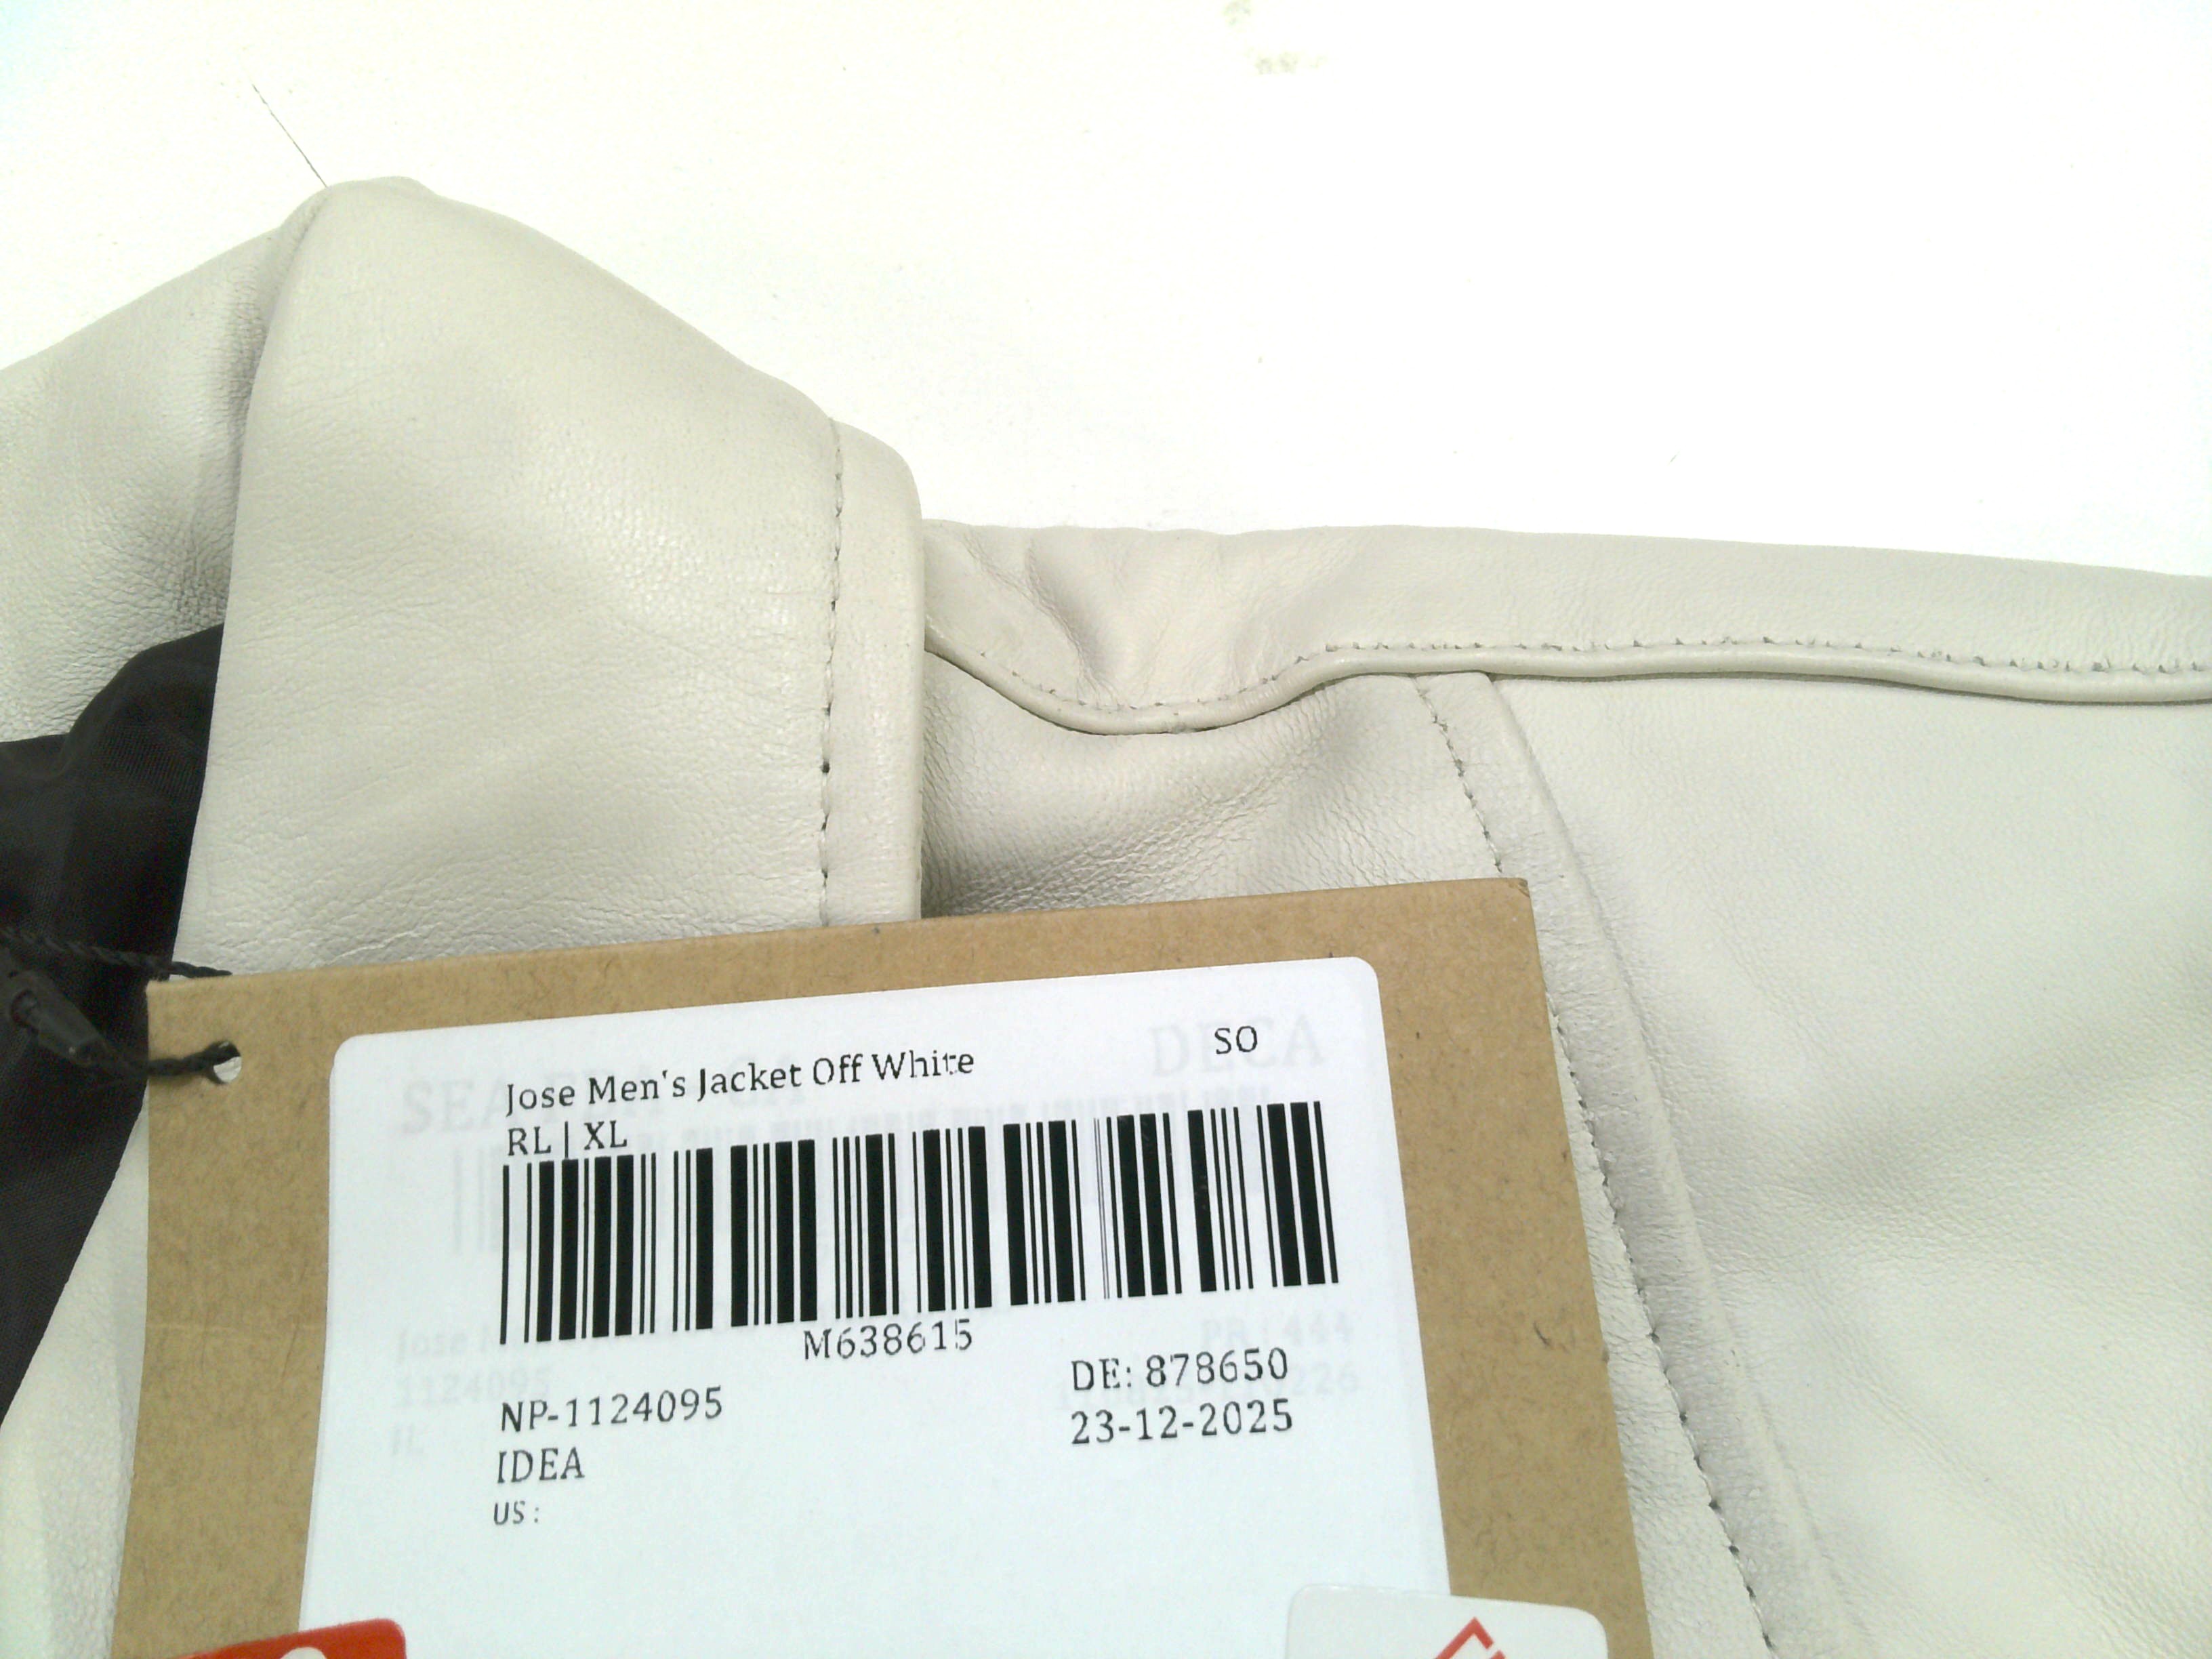 SO
Jose Men's Jacket Off White
RL | XL
M638615
DE: 878650
NP-1124095
23-12-2025
IDEA
US :